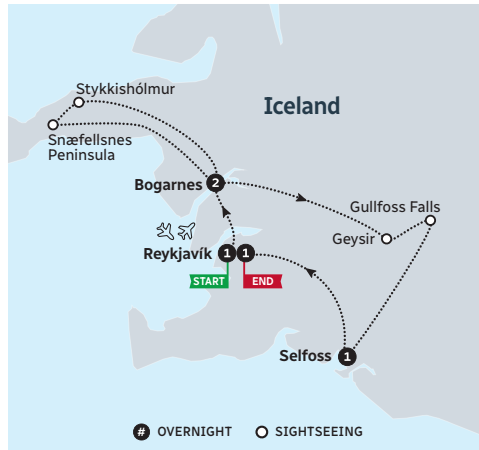 Stykkishólmur
Iceland
Snæfellsnes
Peninsula
Bogarnes 2
Gullfoss Falls
Geysir
Reykjavík 1 1
START END
Selfoss 1
# OVERNIGHT SIGHTSEEING